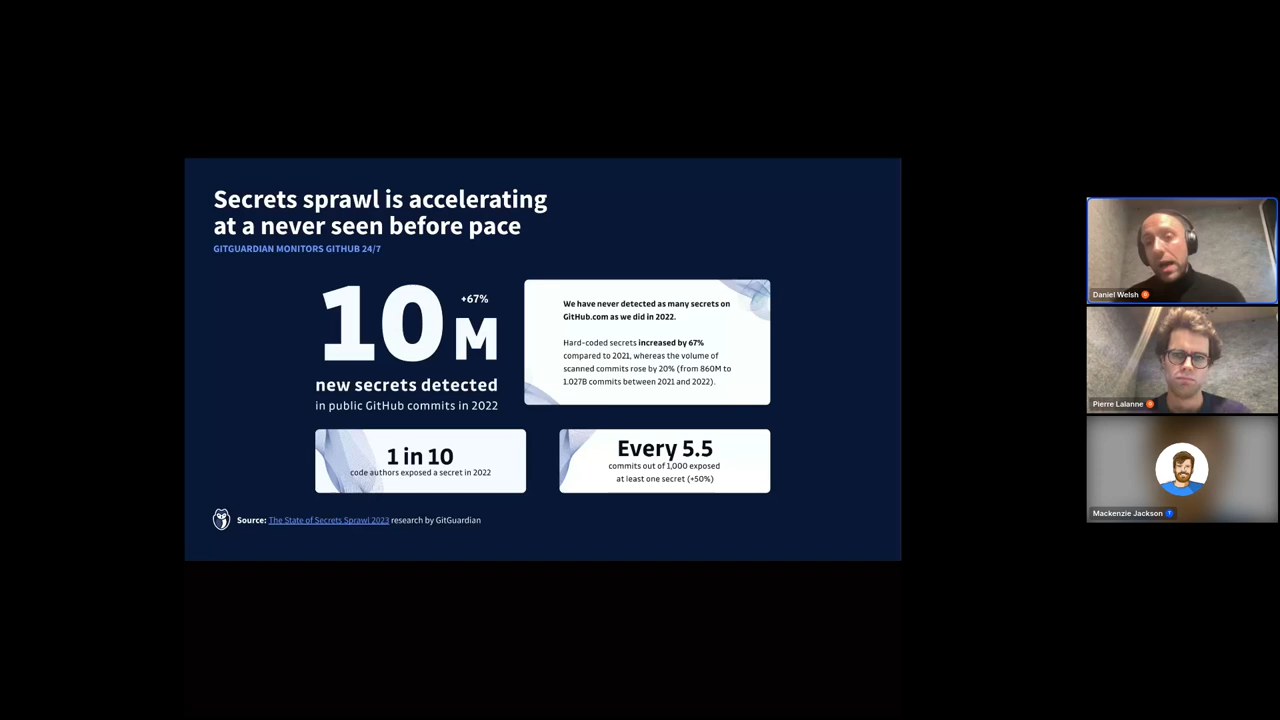 Secrets sprawl is accelerating
at a never seen before pace
GITGUARDIAN MONITORS GITHUB 24/7
10 M +67%
new secrets detected
in public GitHub commits in 2022
We have never detected as many secrets on
GitHub.com as we did in 2022.
Hard-coded secrets increased by 67%
compared to 2021, whereas the volume of
scanned commits rose by 20% (from 860M to
1.027B commits between 2021 and 2022).
1 in 10
code authors exposed a secret in 2022
Every 5.5
commits out of 1,000 exposed
at least one secret (+50%)
Source: The State of Secrets Sprawl 2023 research by GitGuardian
Daniel Welsh
Pierre Lalanne
Mackenzie Jackson